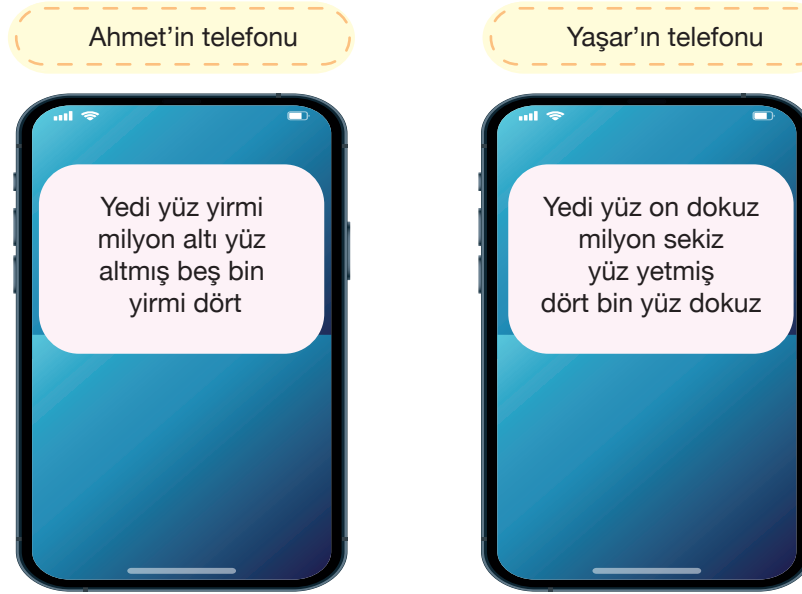 Ahmet’in telefonu
Yedi yüz yirmi
milyon altı yüz
altmış beş bin
yirmi dört
Yaşar’ın telefonu
Yedi yüz on dokuz
milyon sekiz
yüz yetmiş
dört bin yüz dokuz